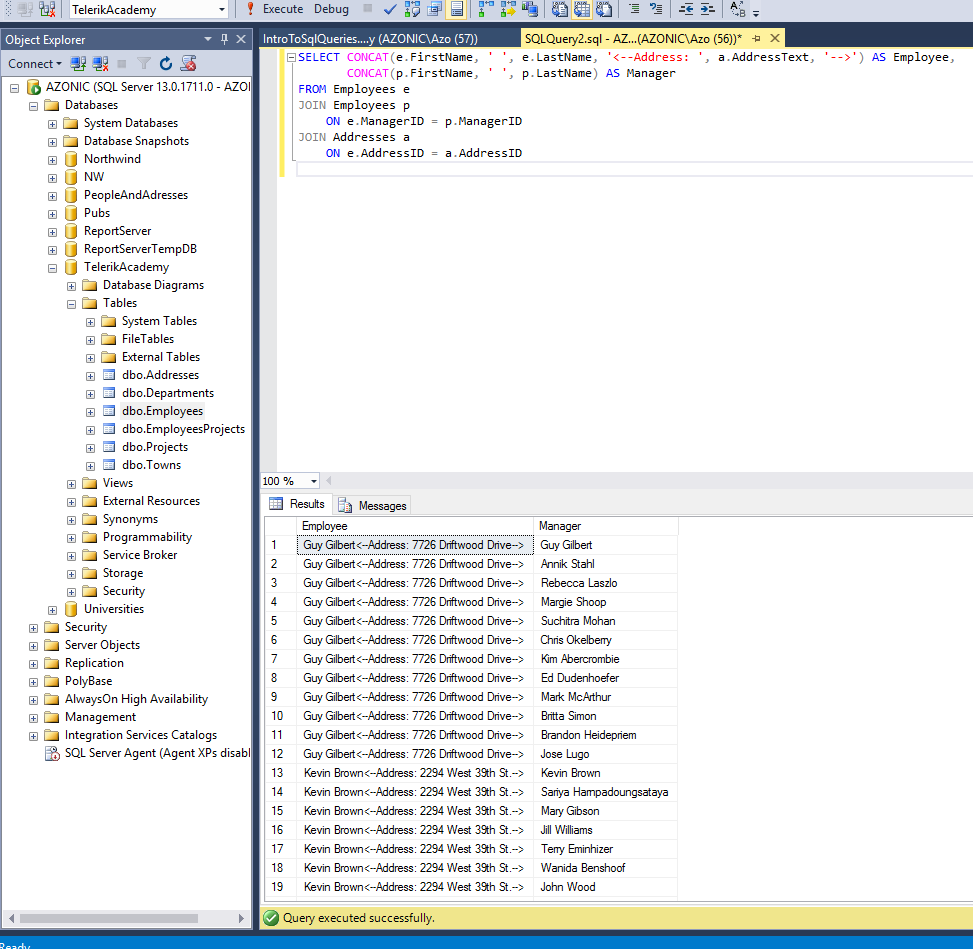 TelerikAcademy
Execute
Debug
Object Explorer
Connect
AZONIC (SQL Server 13.0.1711.0 - AZOI
Databases
System Databases
Database Snapshots
Northwind
NW
PeopleAndAdresses
Pubs
ReportServer
ReportServerTempDB
TelerikAcademy
Database Diagrams
Tables
System Tables
FileTables
External Tables
dbo.Addresses
dbo.Departments
dbo.Employees
dbo.EmployeesProjects
dbo.Projects
dbo.Towns
Views
External Resources
Synonyms
Programmability
Service Broker
Storage
Security
Universities
Security
Server Objects
Replication
PolyBase
AlwaysOn High Availability
Management
Integration Services Catalogs
SQL Server Agent (Agent XPs disabl
IntroToSqlQueries....y (AZONIC\Azo (57))
SQLQuery2.sql - AZ...(AZONIC\Azo (56))*
SELECT CONCAT(e.FirstName, ' ', e.LastName, '<--Address: ', a.AddressText, '-->') AS Employee,
CONCAT(p.FirstName, ' ', p.LastName) AS Manager
FROM Employees e
JOIN Employees p
ON e.ManagerID = p.ManagerID
JOIN Addresses a
ON e.AddressID = a.AddressID
100 %
Results
Messages
Employee Manager
1 Guy Gilbert<--Address: 7726 Driftwood Drive--> Guy Gilbert
2 Guy Gilbert<--Address: 7726 Driftwood Drive--> Annik Stahl
3 Guy Gilbert<--Address: 7726 Driftwood Drive--> Rebecca Laszlo
4 Guy Gilbert<--Address: 7726 Driftwood Drive--> Margie Shoop
5 Guy Gilbert<--Address: 7726 Driftwood Drive--> Suchitra Mohan
6 Guy Gilbert<--Address: 7726 Driftwood Drive--> Chris Okelberry
7 Guy Gilbert<--Address: 7726 Driftwood Drive--> Kim Abercrombie
8 Guy Gilbert<--Address: 7726 Driftwood Drive--> Ed Dudenhoefer
9 Guy Gilbert<--Address: 7726 Driftwood Drive--> Mark McArthur
10 Guy Gilbert<--Address: 7726 Driftwood Drive--> Britta Simon
11 Guy Gilbert<--Address: 7726 Driftwood Drive--> Brandon Heidepriem
12 Guy Gilbert<--Address: 7726 Driftwood Drive--> Jose Lugo
13 Kevin Brown<--Address: 2294 West 39th St.--> Kevin Brown
14 Kevin Brown<--Address: 2294 West 39th St.--> Sariya Harnpadoungsataya
15 Kevin Brown<--Address: 2294 West 39th St.--> Mary Gibson
16 Kevin Brown<--Address: 2294 West 39th St.--> Jill Williams
17 Kevin Brown<--Address: 2294 West 39th St.--> Terry Eminhizer
18 Kevin Brown<--Address: 2294 West 39th St.--> Wanida Benshoof
19 Kevin Brown<--Address: 2294 West 39th St.--> John Wood
Query executed successfully.
Ready